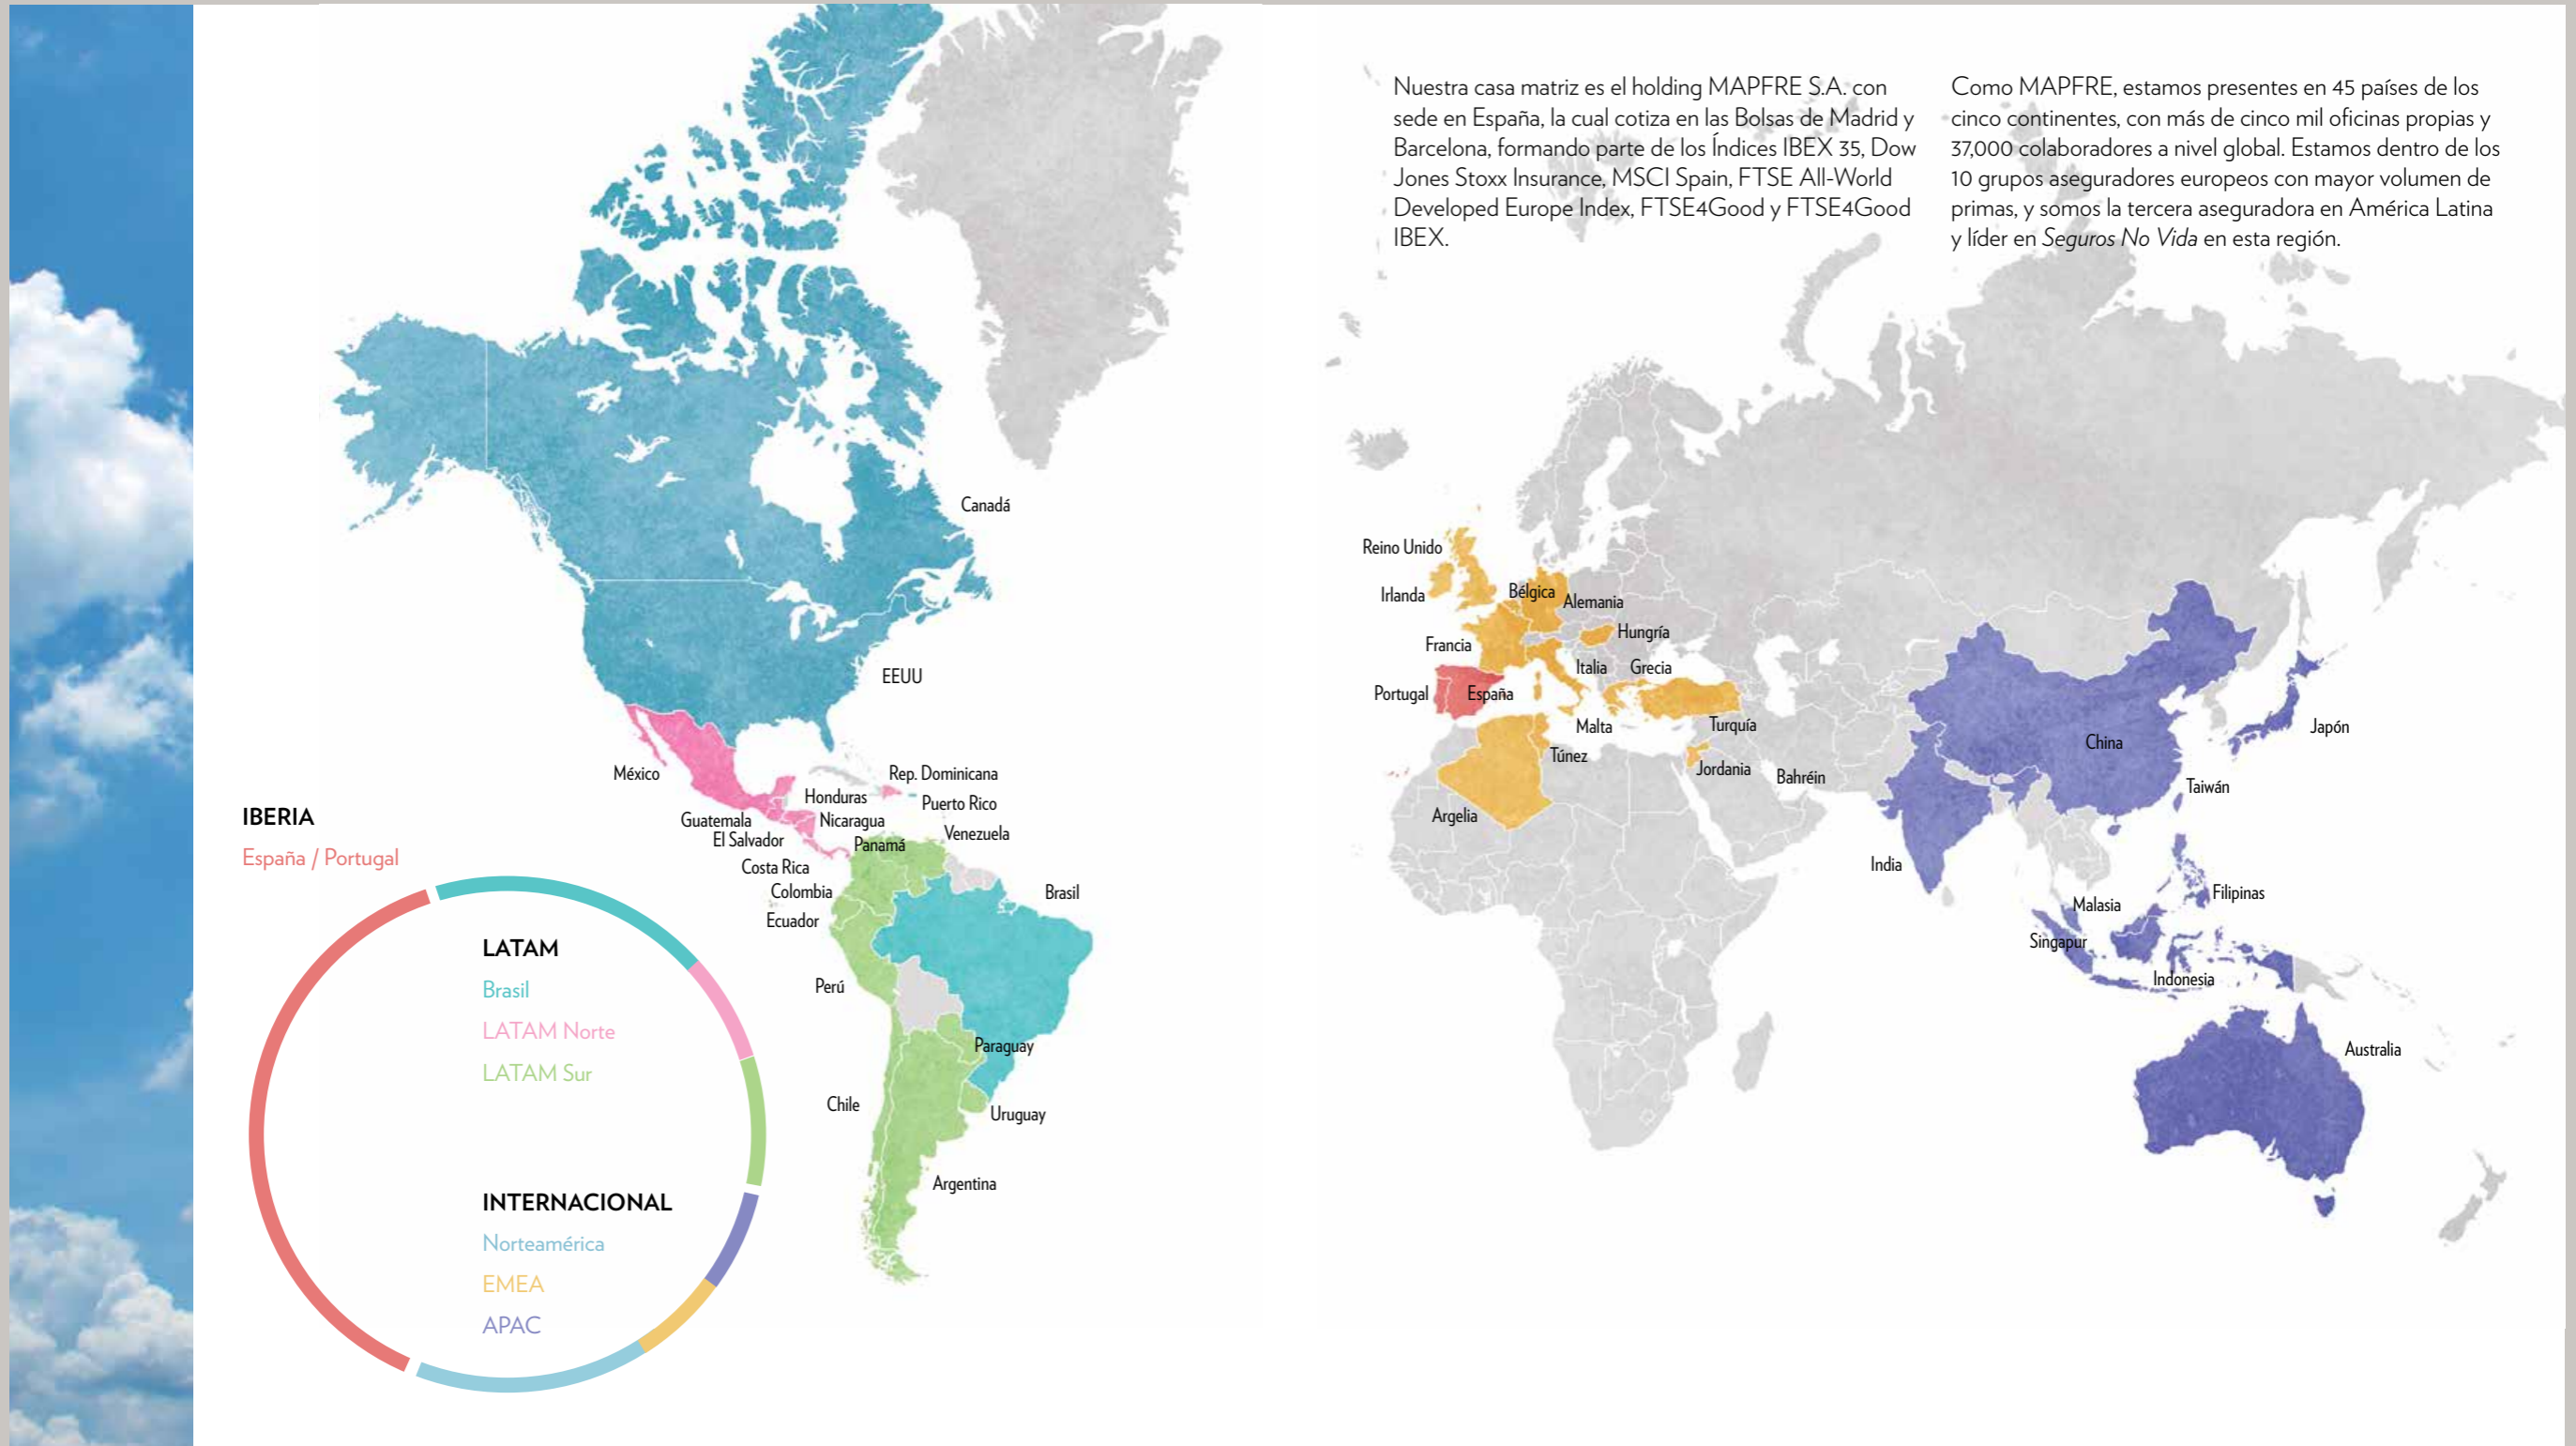 Nuestra casa matriz es el holding MAPFRE S.A. con
sede en España, la cual cotiza en las Bolsas de Madrid y
Barcelona, formando parte de los Índices IBEX 35, Dow
Jones Stoxx Insurance, MSCI Spain, FTSE All-World
Developed Europe Index, FTSE4Good y FTSE4Good
IBEX.
Como MAPFRE, estamos presentes en 45 países de los
cinco continentes, con más de cinco mil oficinas propias y
37,000 colaboradores a nivel global. Estamos dentro de los
10 grupos aseguradores europeos con mayor volumen de
primas, y somos la tercera aseguradora en América Latina
y líder en Seguros No Vida en esta región.
Canadá
EEUU
México
Rep. Dominicana
Honduras
Puerto Rico
Guatemala
Nicaragua
El Salvador
Venezuela
Panamá
Costa Rica
Colombia
Brasil
Ecuador
Perú
Paraguay
Chile
Uruguay
Argentina
Reino Unido
Irlanda
Bélgica
Alemania
Hungría
Francia
Italia
Grecia
Portugal
España
Malta
Turquía
Túnez
Jordania
Bahréin
Argelia
China
Japón
Taiwán
India
Filipinas
Malasia
Singapur
Indonesia
Australia
IBERIA
España / Portugal
LATAM
Brasil
LATAM Norte
LATAM Sur
INTERNACIONAL
Norteamérica
EMEA
APAC